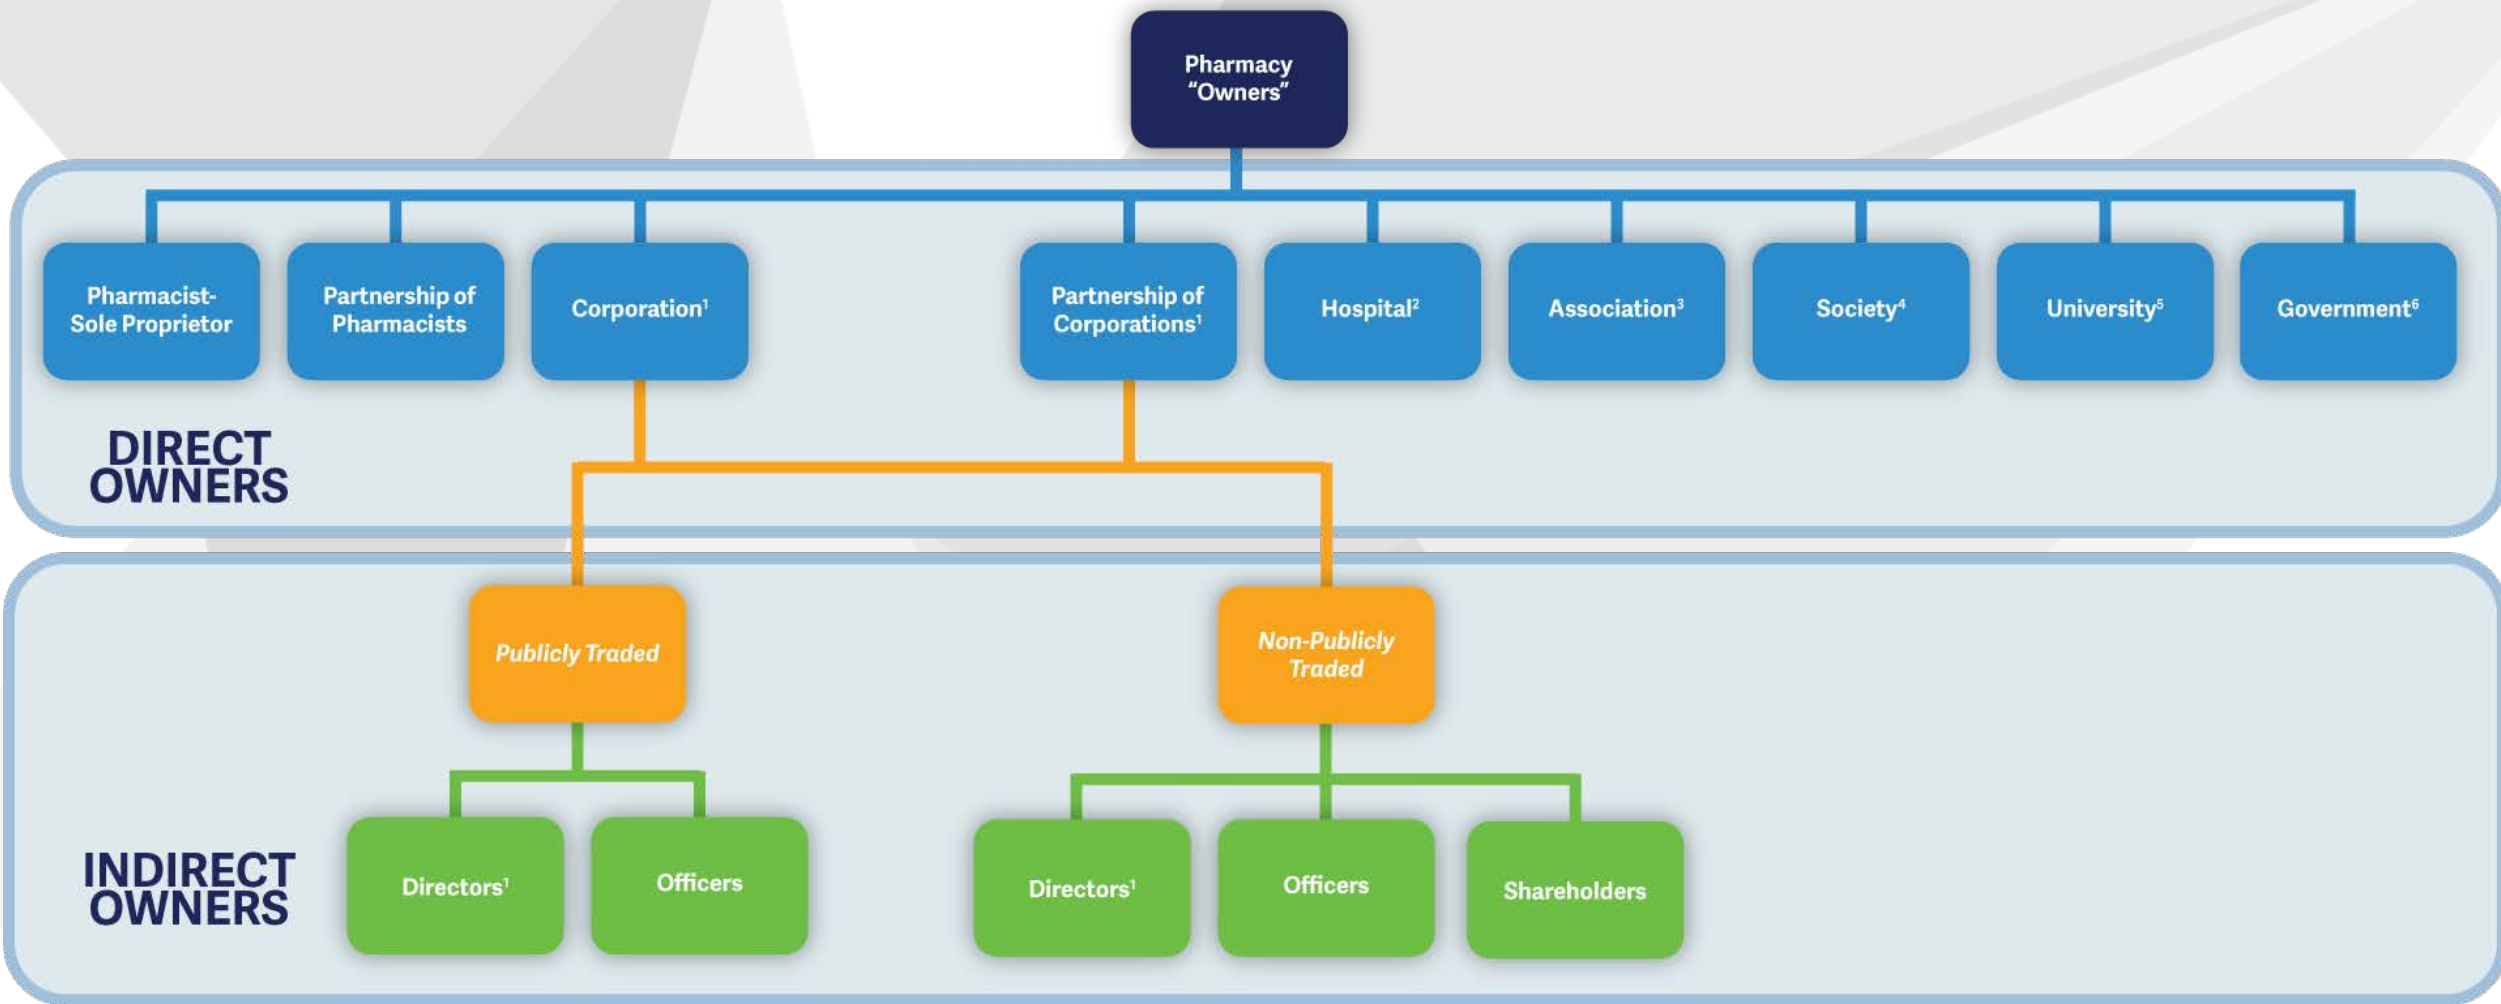 Pharmacy
“Owners”
Pharmacist-
Sole Proprietor
Partnership of
Pharmacists
Corporation¹
Partnership of
Corporations¹
Hospital²
Association³
Society⁴
University⁵
Government⁶
DIRECT
OWNERS
Publicly Traded
Non-Publicly
Traded
INDIRECT
OWNERS
Directors¹
Officers
Directors¹
Officers
Shareholders